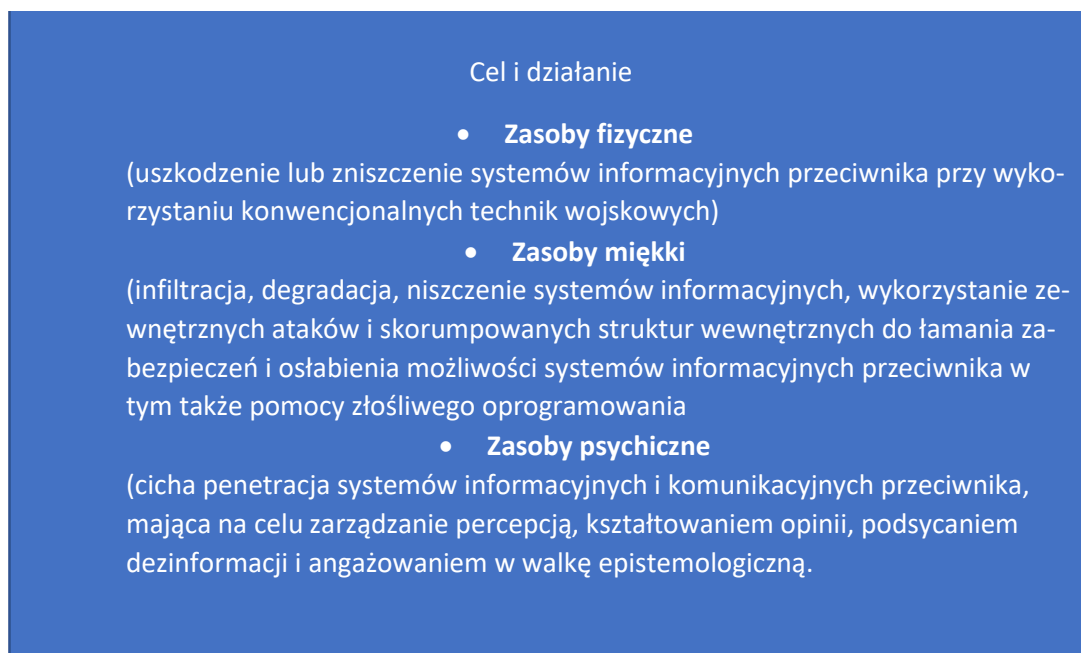 Cel i działanie
• Zasoby fizyczne
(uszkodzenie lub zniszczenie systemów informacyjnych przeciwnika przy wyko-
rzystaniu konwencjonalnych technik wojskowych)
• Zasoby miękki
(infiltracja, degradacja, niszczenie systemów informacyjnych, wykorzystanie ze-
wnętrznych ataków i skorumpowanych struktur wewnętrznych do łamania za-
bezpieczeń i osłabienia możliwości systemów informacyjnych przeciwnika w
tym także pomocy złośliwego oprogramowania
• Zasoby psychiczne
(cicha penetracja systemów informacyjnych i komunikacyjnych przeciwnika,
mająca na celu zarządzanie percepcją, kształtowaniem opinii, podsycaniem
dezinformacji i angażowaniem w walkę epistemologiczną.